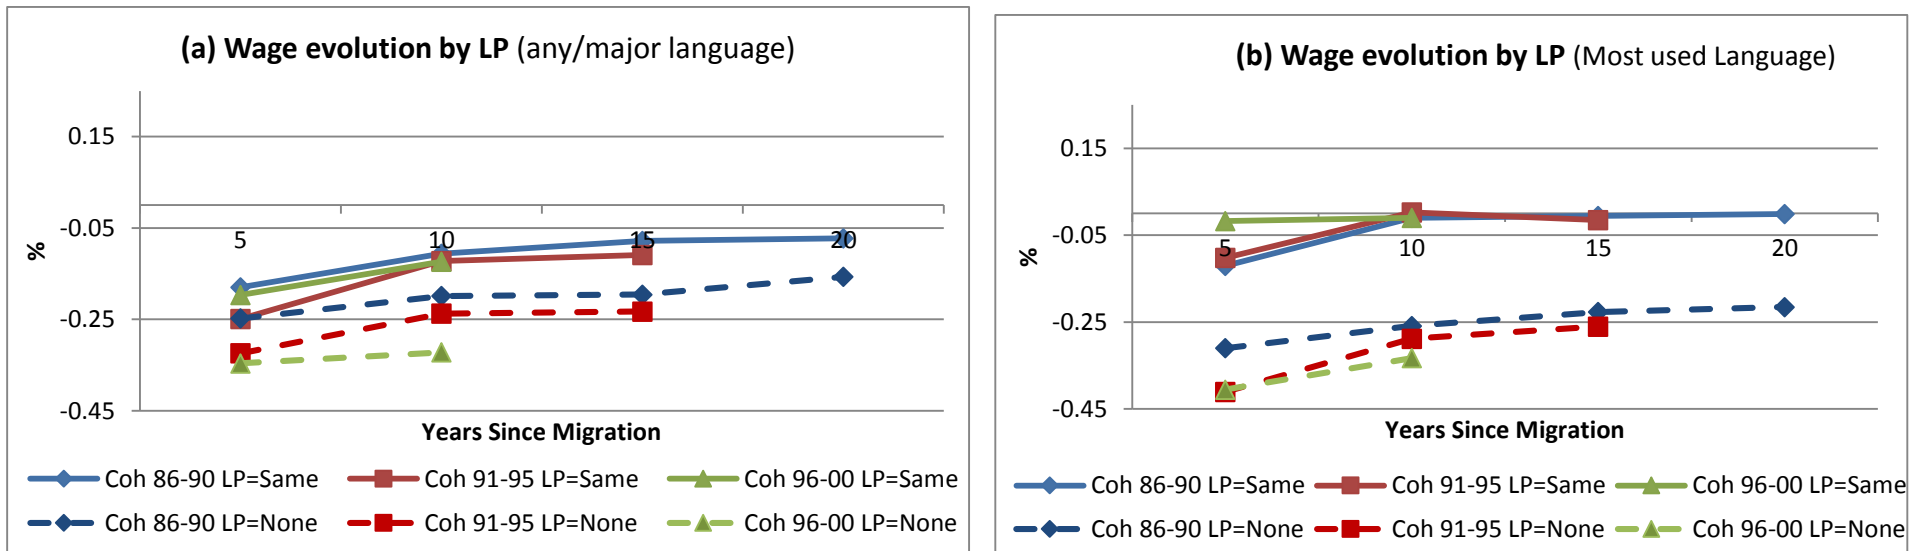 (a) Wage evolution by LP (any/major language)
0.15
-0.05
-0.25
-0.45
%
5 10 15 20
Years Since Migration
Coh 86-90 LP=Same Coh 91-95 LP=Same Coh 96-00 LP=Same
Coh 86-90 LP=None Coh 91-95 LP=None Coh 96-00 LP=None
(b) Wage evolution by LP (Most used Language)
0.15
-0.05
-0.25
-0.45
%
5 10 15 20
Years Since Migration
Coh 86-90 LP=Same Coh 91-95 LP=Same Coh 96-00 LP=Same
Coh 86-90 LP=None Coh 91-95 LP=None Coh 96-00 LP=None